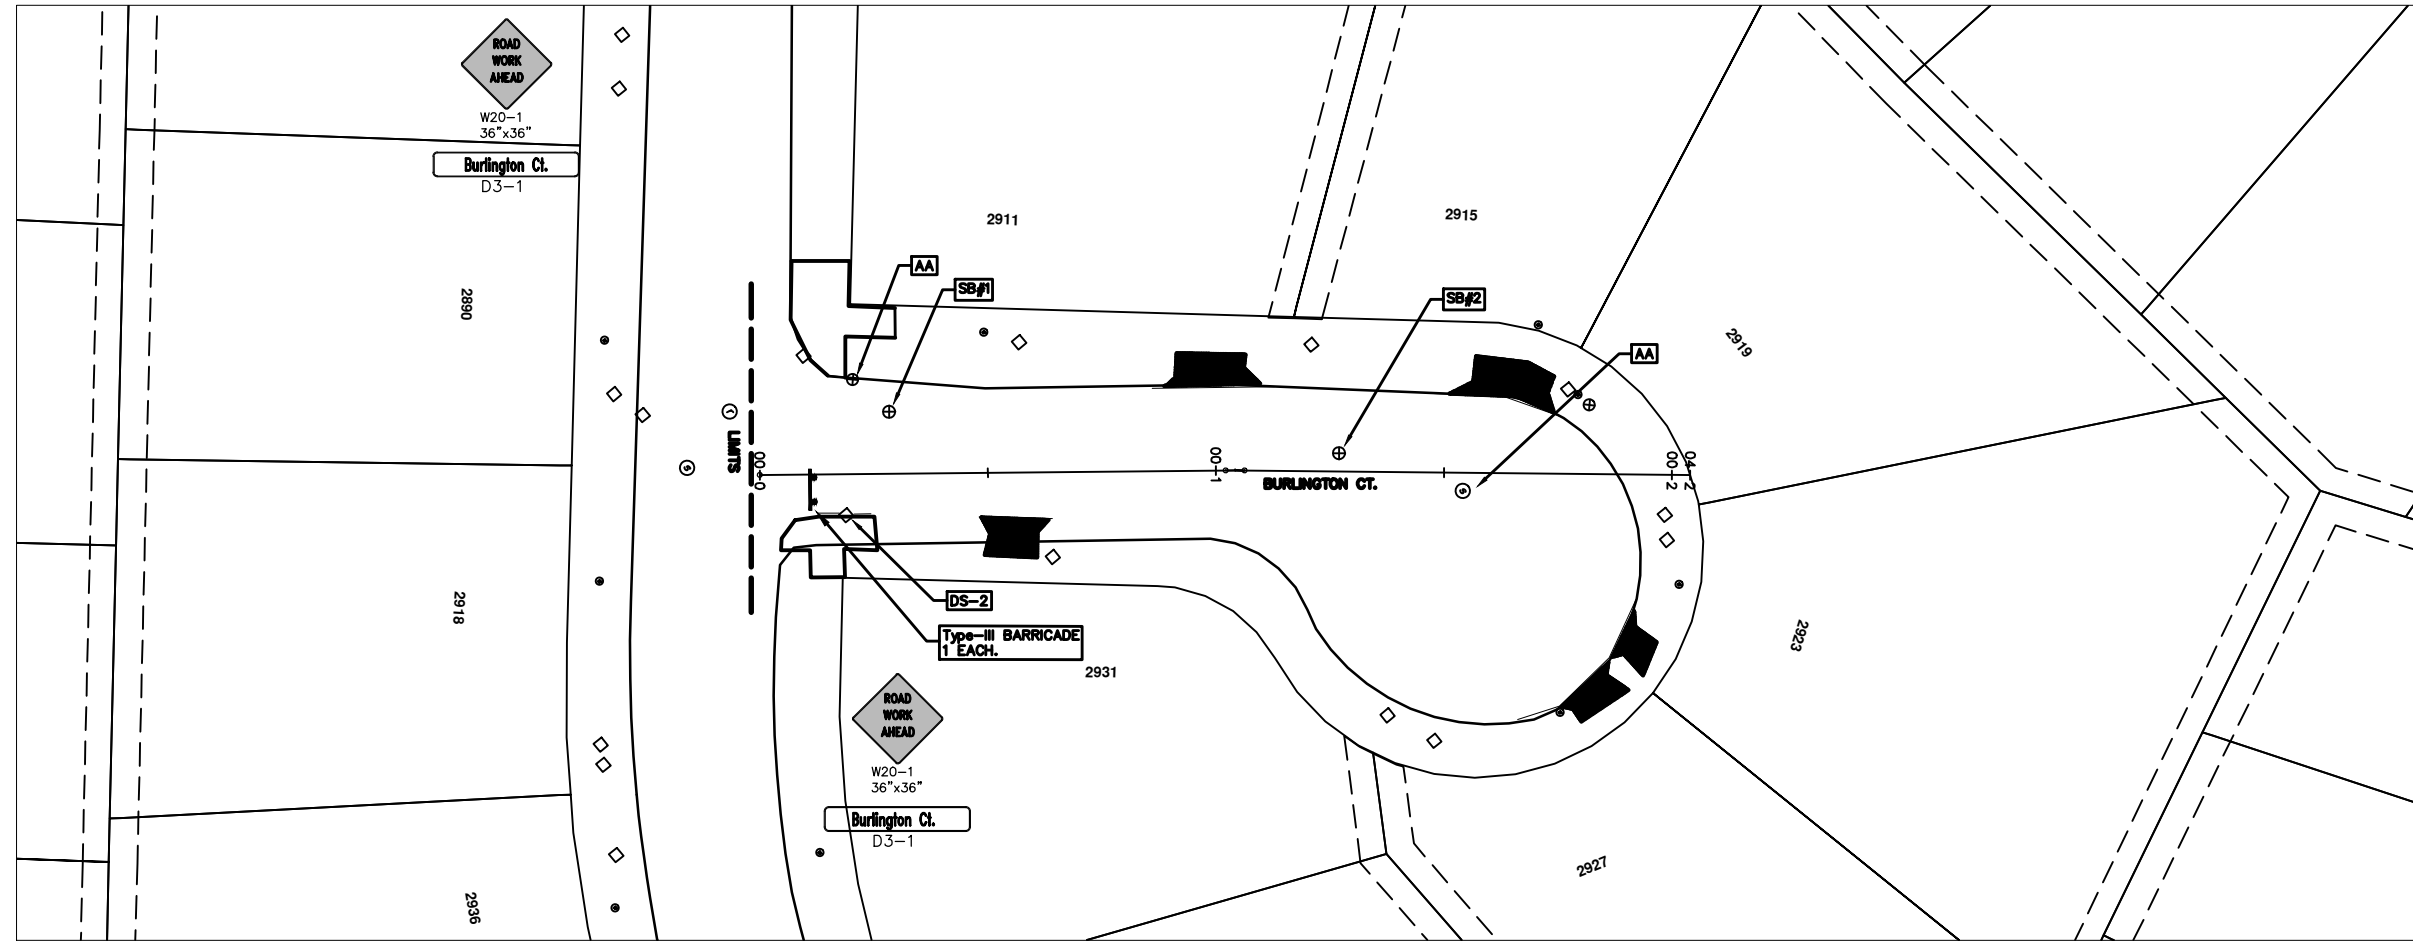 ROAD
WORK
AHEAD
W20-1
36"x36"
Burlington Ct.
D3-1
2911
2915
AA
SB#1
SB#2
2890
2919
AA
LIMITS
0+00
1+00
2+00
2+04
BURLINGTON CT.
S
S
DS-2
Type-III BARRICADE
1 EACH.
2918
2923
2931
ROAD
WORK
AHEAD
W20-1
36"x36"
Burlington Ct.
D3-1
2927
2936